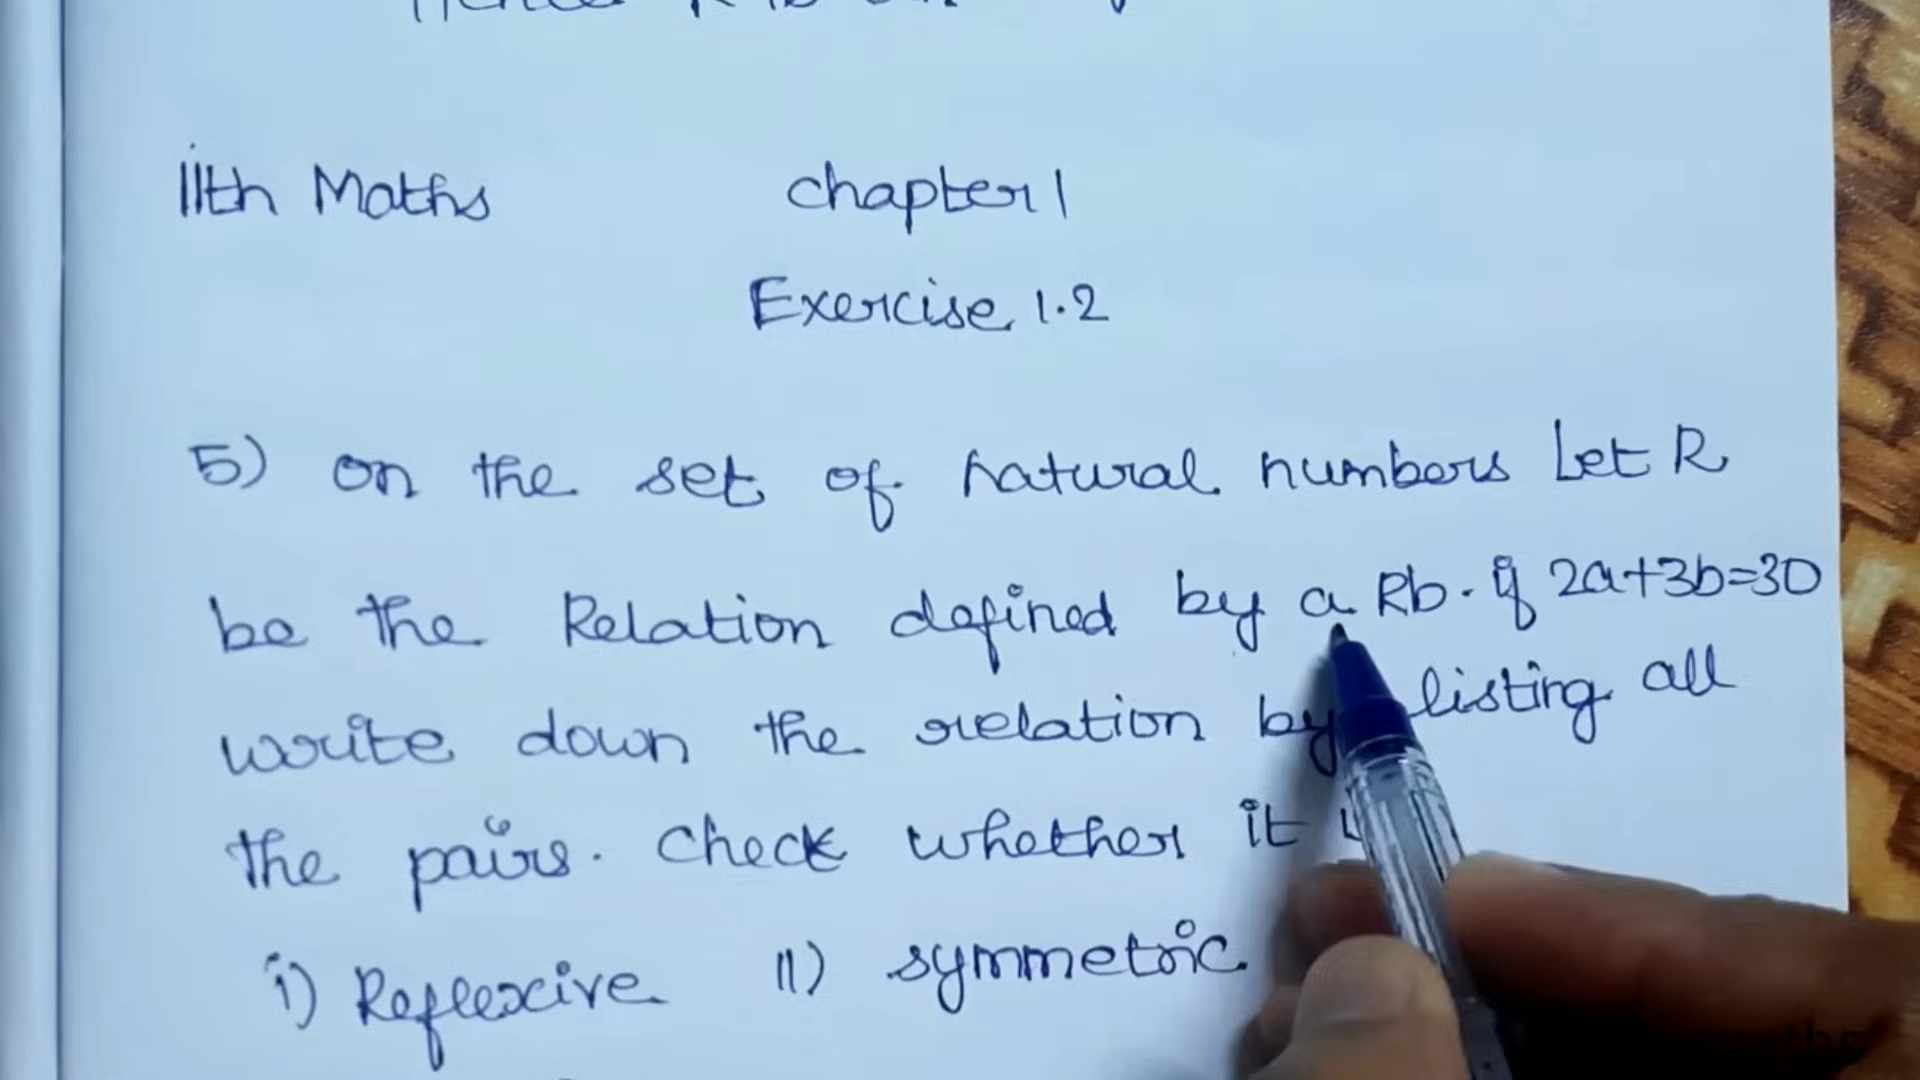 11th Maths chapter 1
Exercise 1.2
5) on the set of natural numbers Let R
be the Relation defined by a Rb. if 2a+3b=30
write down the relation by listing all
the pairs. Check whether it
i) Reflexive II) symmetric